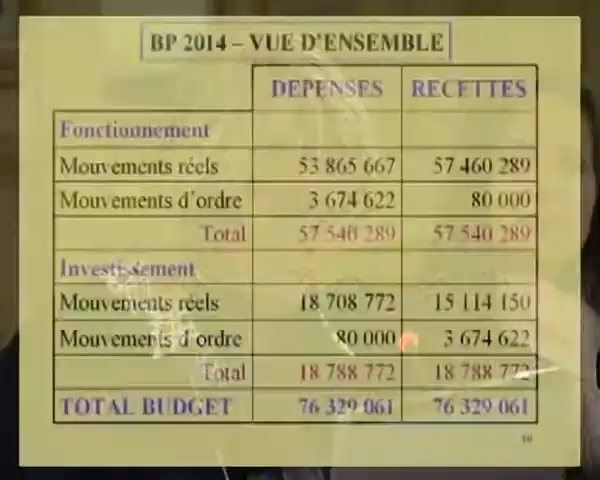 BP 2014 – VUE D'ENSEMBLE
DEPENSES RECETTES
Fonctionnement
Mouvements réels 53 865 667 57 460 289
Mouvements d'ordre 3 674 622 80 000
Total 57 540 289 57 540 289
Investissement
Mouvements réels 18 708 772 15 114 150
Mouvements d'ordre 80 000 3 674 622
Total 18 788 772 18 788 772
TOTAL BUDGET 76 329 061 76 329 061